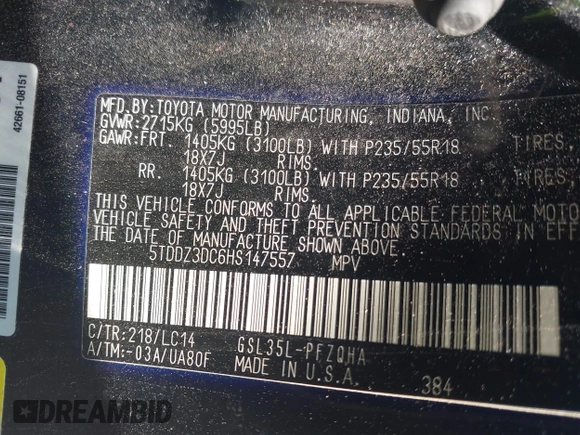 42661-08151
MFD.BY:TOYOTA MOTOR MANUFACTURING, INDIANA, INC.
GVWR:2715KG (5995LB)
GAWR:FRT. 1405KG (3100LB) WITH P235/55R18 TIRES,
18X7J RIMS.
RR. 1405KG (3100LB) WITH P235/55R18 TIRES,
18X7J RIMS.
THIS VEHICLE CONFORMS TO ALL APPLICABLE FEDERAL MOTO
VEHICLE SAFETY AND THEFT PREVENTION STANDARDS IN EFF
THE DATE OF MANUFACTURE SHOWN ABOVE.
5TDDZ3DC6HS147557 MPV
C/TR:218/LC14 GSL35L-PFZQHA
A/TM:-03A/UA80F MADE IN U.S.A. 384
DREAMBID